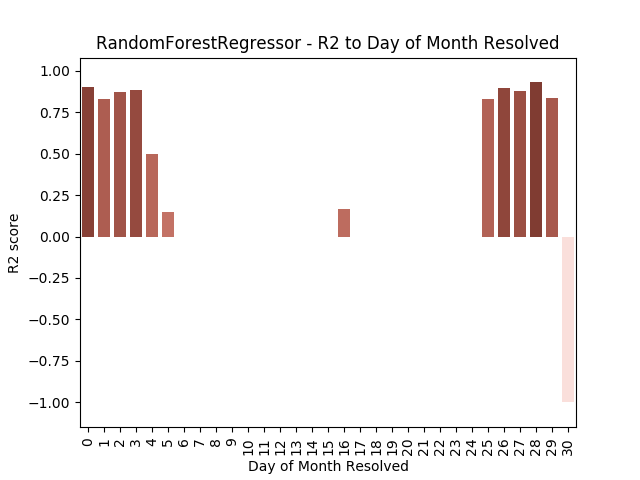 RandomForestRegressor - R2 to Day of Month Resolved
1.00
0.75
0.50
0.25
0.00
−0.25
−0.50
−0.75
−1.00
R2 score
0 1 2 3 4 5 6 7 8 9 10 11 12 13 14 15 16 17 18 19 20 21 22 23 24 25 26 27 28 29 30
Day of Month Resolved